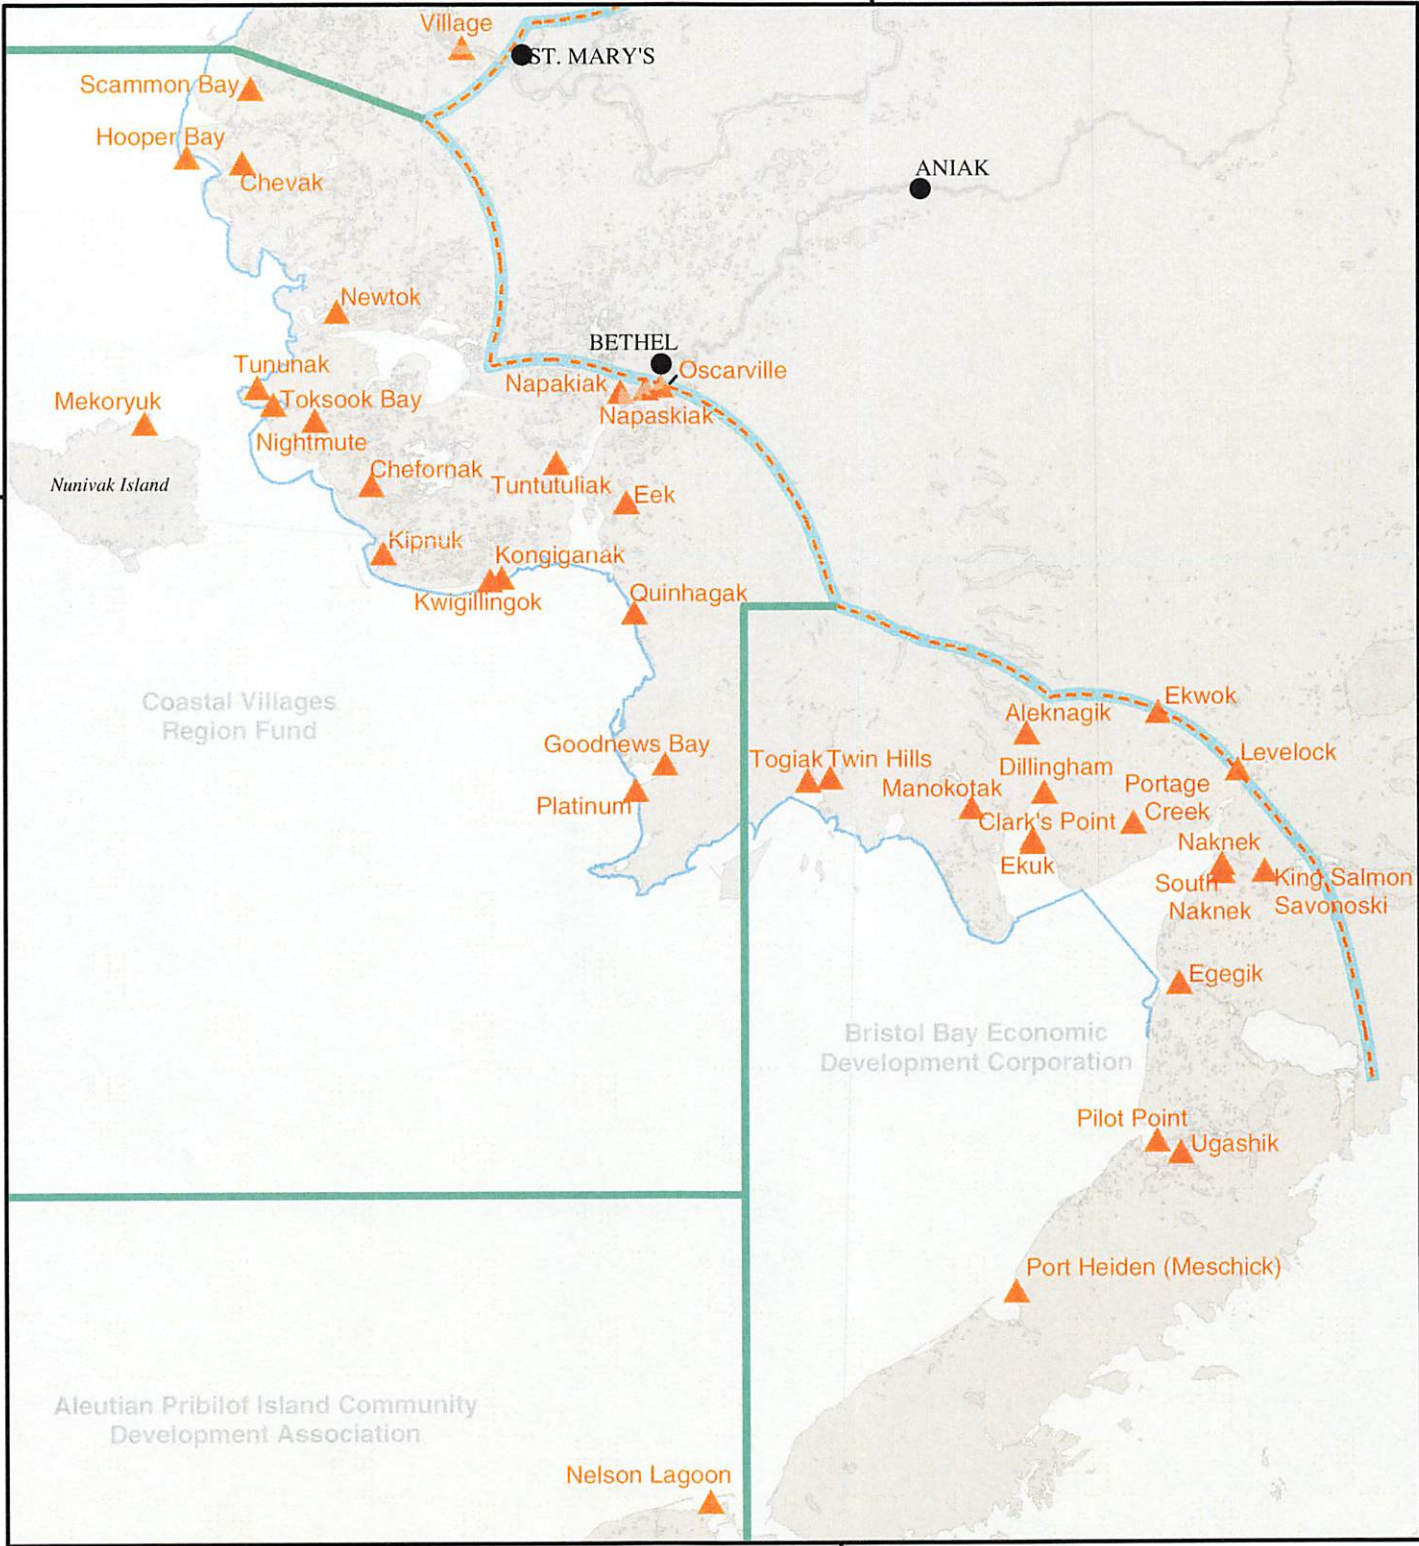 Village
ST. MARY'S
Scammon Bay
Hooper Bay
Chevak
ANIAK
Newtok
BETHEL
Tununak
Oscarville
Napakiak
Mekoryuk
Toksook Bay
Napaskiak
Nightmute
Chefornak
Nunivak Island
Tuntutuliak
Eek
Kipnuk
Kongiganak
Kwigillingok
Quinhagak
Coastal Villages
Region Fund
Ekwok
Aleknagik
Goodnews Bay
Togiak
Twin Hills
Levelock
Dillingham
Manokotak
Portage
Creek
Platinum
Clark's Point
Naknek
Ekuk
South
Naknek
King Salmon
Savonoski
Egegik
Bristol Bay Economic
Development Corporation
Pilot Point
Ugashik
Port Heiden (Meschick)
Aleutian Pribilof Island Community
Development Association
Nelson Lagoon